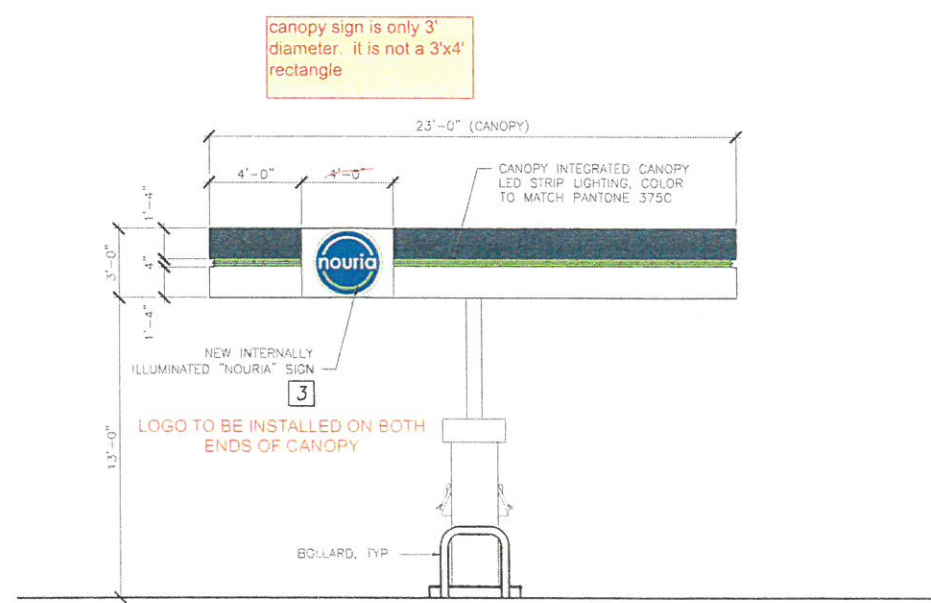 canopy sign is only 3'
diameter. it is not a 3'x4'
rectangle
23'-0" (CANOPY)
4'-0"
4'-0"
CANOPY INTEGRATED CANOPY
LED STRIP LIGHTING, COLOR
TO MATCH PANTONE 375C
1'-4"
3'-0"
4"
1'-4"
nouria
NEW INTERNALLY
ILLUMINATED "NOURIA" SIGN
3
LOGO TO BE INSTALLED ON BOTH
ENDS OF CANOPY
13'-0"
BOLLARD, TYP